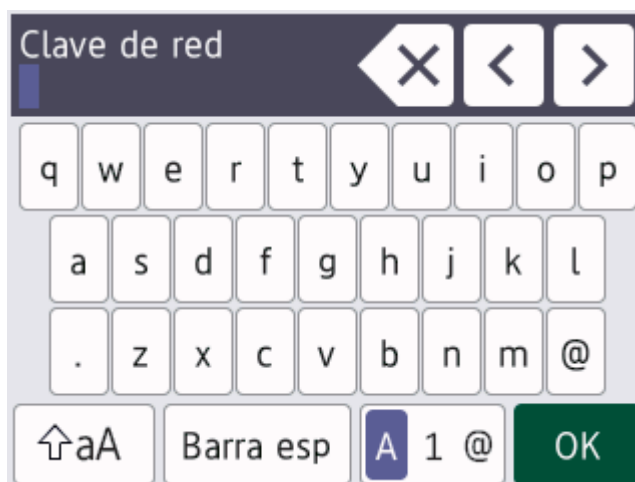 Clave de red
q w e r t y u i o p
a s d f g h j k l
. z x c v b n m @
aA Barra esp A 1 @ OK